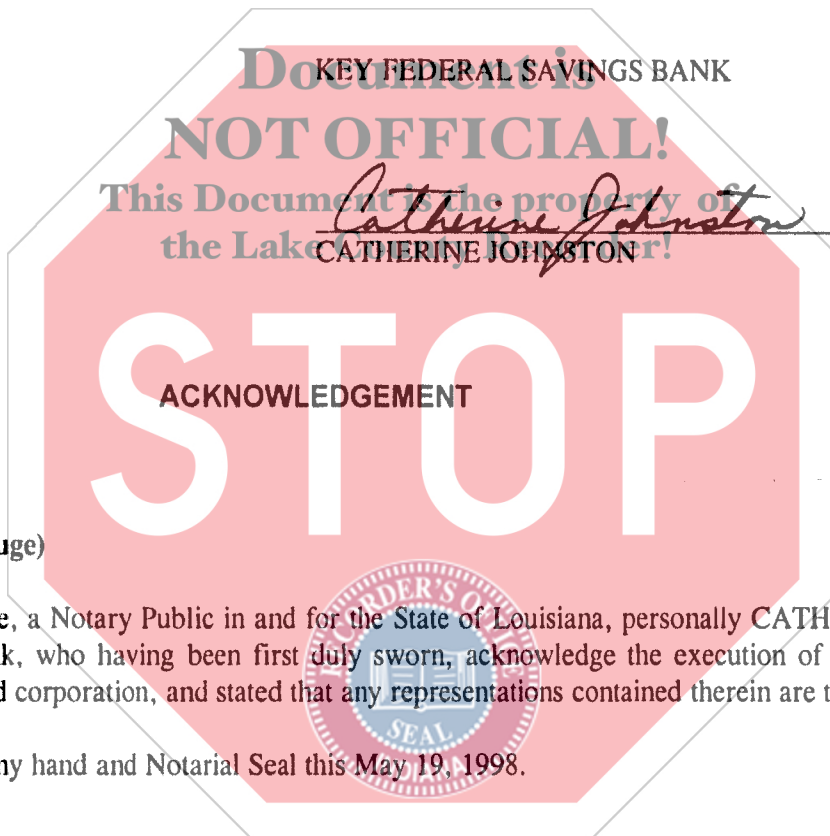 Document is
KEY FEDERAL SAVINGS BANK
NOT OFFICIAL!
This Document is the property of
Catherine Johnston
the Lake County Recorder!
CATHERINE JOHNSTON
STOP
ACKNOWLEDGEMENT
uge)
e, a Notary Public in and for the State of Louisiana, personally CATH
k, who having been first duly sworn, acknowledge the execution of
d corporation, and stated that any representations contained therein are t
ny hand and Notarial Seal this May 19, 1998.
RECORDER'S OFFICE
SEAL
INDIANA